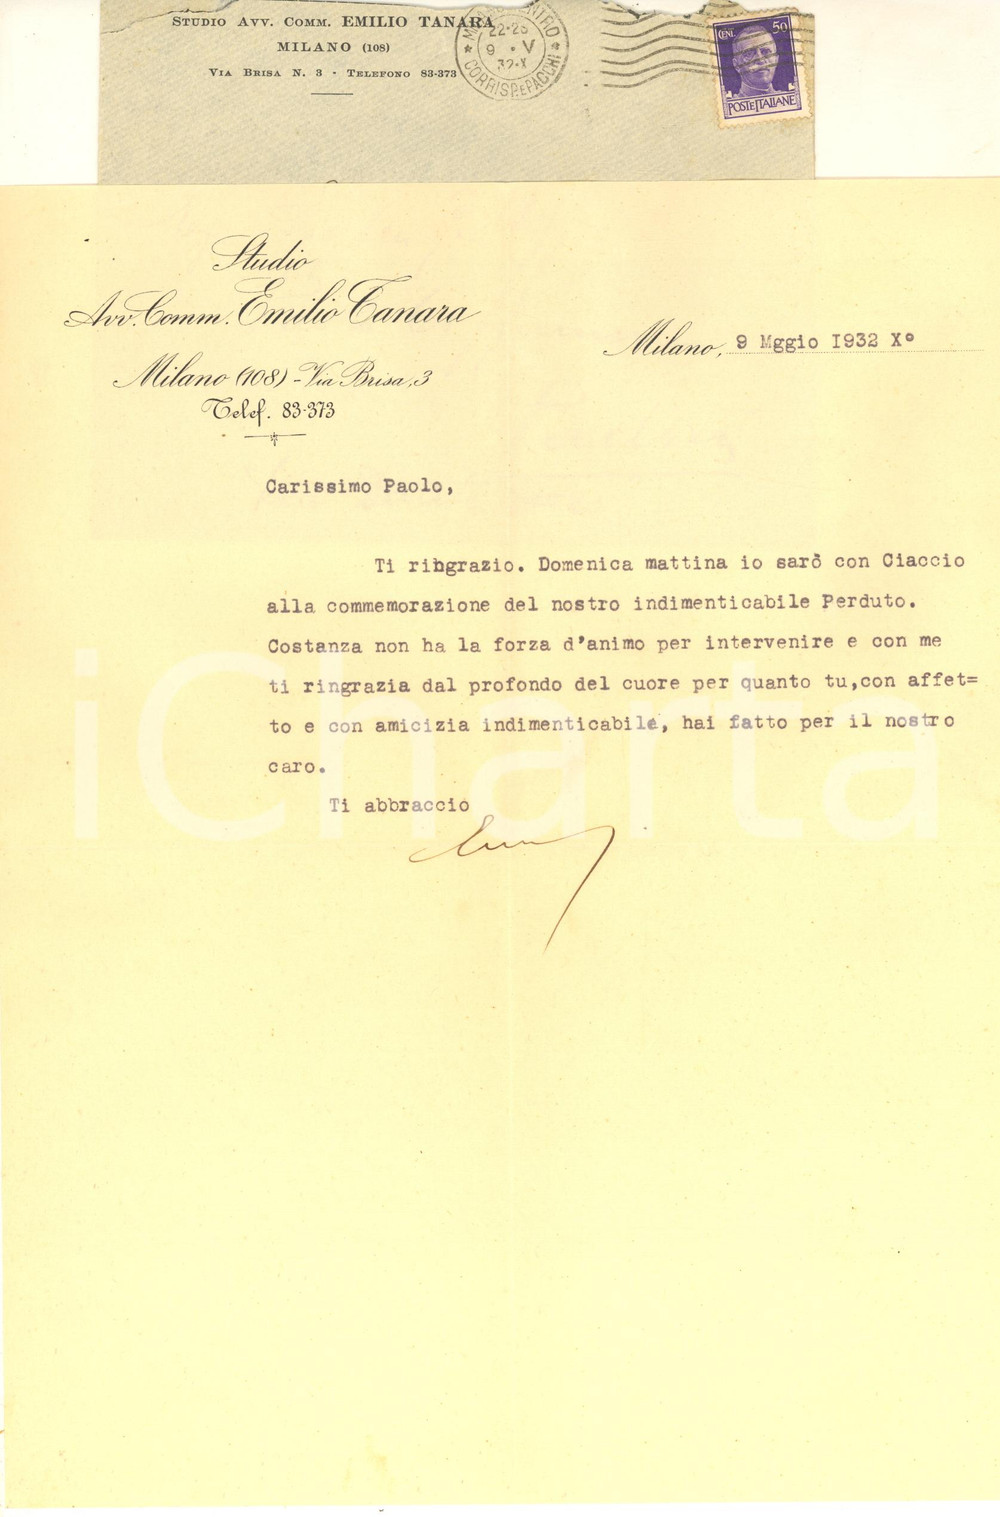 STUDIO AVV. COMM. EMILIO TANARA
MILANO (108)
VIA BRISA N. 3 - TELEFONO 83-373
22-23
9 · V
32·X
CORRISP. E PACCHI
CENI. 50
POSTE ITALIANE
Studio
Avv. Comm. Emilio Tanara
Milano (108) - Via Brisa, 3
Telef. 83-373
Milano, 9 Mggio I932 X°
Carissimo Paolo,
Ti ringrazio. Domenica mattina io sarò con Ciaccio
alla commemorazione del nostro indimenticabile Perduto.
Costanza non ha la forza d'animo per intervenire e con me
ti ringrazia dal profondo del cuore per quanto tu,con affet=
to e con amicizia indimenticabile, hai fatto per il nostro
caro.
Ti abbraccio
iCharta